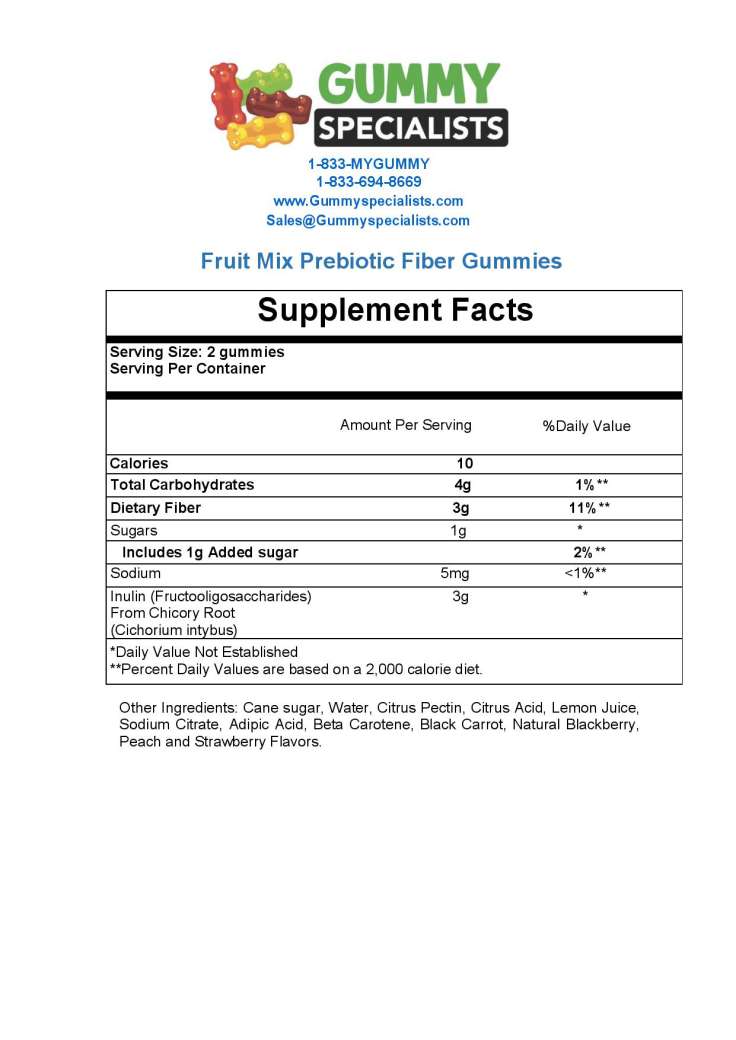 GUMMY
SPECIALISTS
1-833-MYGUMMY
1-833-694-8669
www.Gummyspecialists.com
Sales@Gummyspecialists.com
Fruit Mix Prebiotic Fiber Gummies
Supplement Facts
Serving Size: 2 gummies
Serving Per Container
Amount Per Serving %Daily Value
Calories 10
Total Carbohydrates 4g 1%**
Dietary Fiber 3g 11%**
Sugars 1g *
Includes 1g Added sugar 2%**
Sodium 5mg <1%**
Inulin (Fructooligosaccharides) 3g *
From Chicory Root
(Cichorium intybus)
*Daily Value Not Established
**Percent Daily Values are based on a 2,000 calorie diet.
Other Ingredients: Cane sugar, Water, Citrus Pectin, Citrus Acid, Lemon Juice,
Sodium Citrate, Adipic Acid, Beta Carotene, Black Carrot, Natural Blackberry,
Peach and Strawberry Flavors.